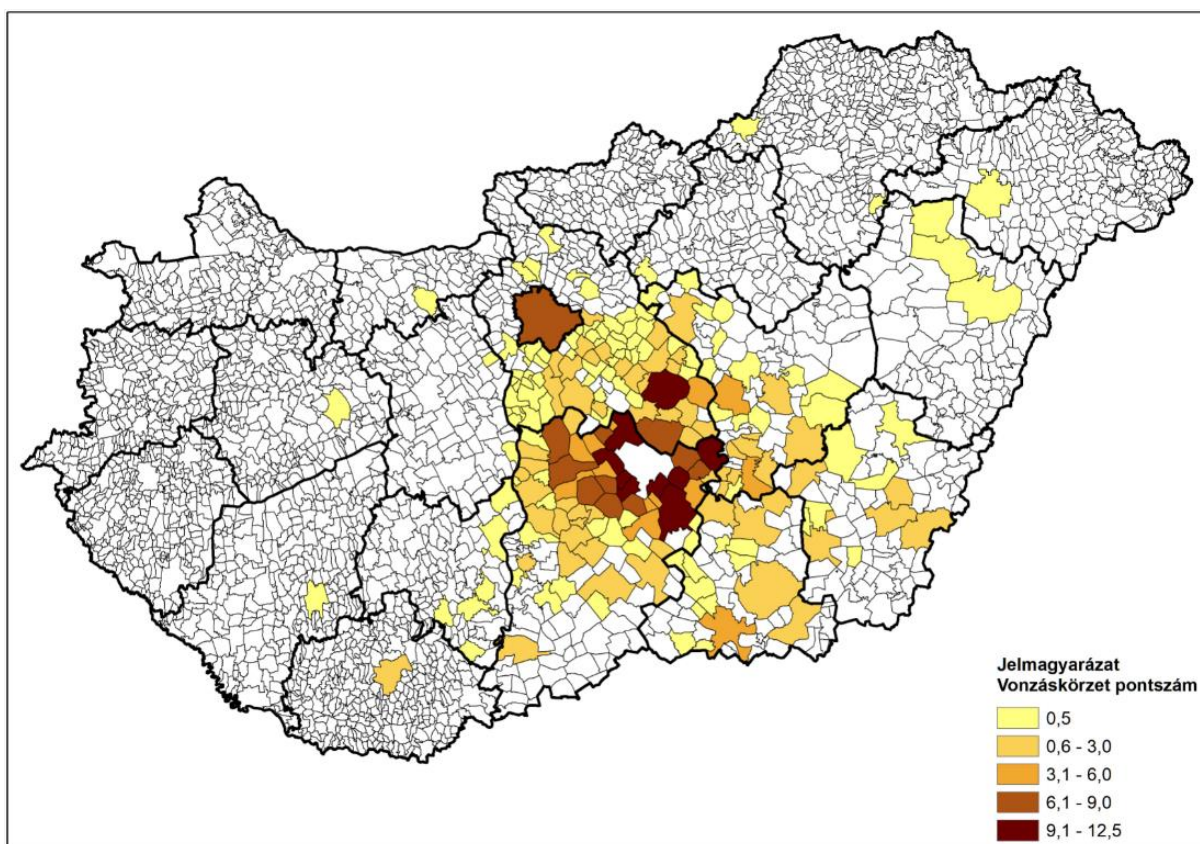 Jelmagyarázat
Vonzáskörzet pontszám
0,5
0,6 - 3,0
3,1 - 6,0
6,1 - 9,0
9,1 - 12,5